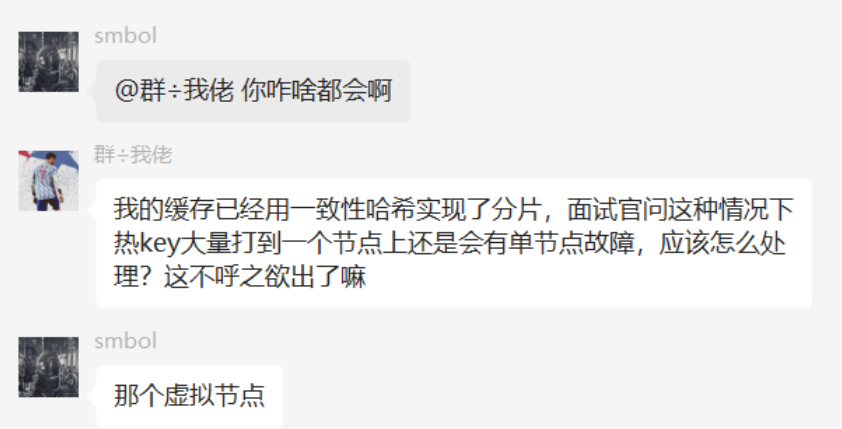 smbol
@群÷我佬 你咋啥都会啊
群÷我佬
我的缓存已经用一致性哈希实现了分片，面试官问这种情况下
热key大量打到一个节点上还是会有单节点故障，应该怎么处
理？这不呼之欲出了嘛
smbol
那个虚拟节点